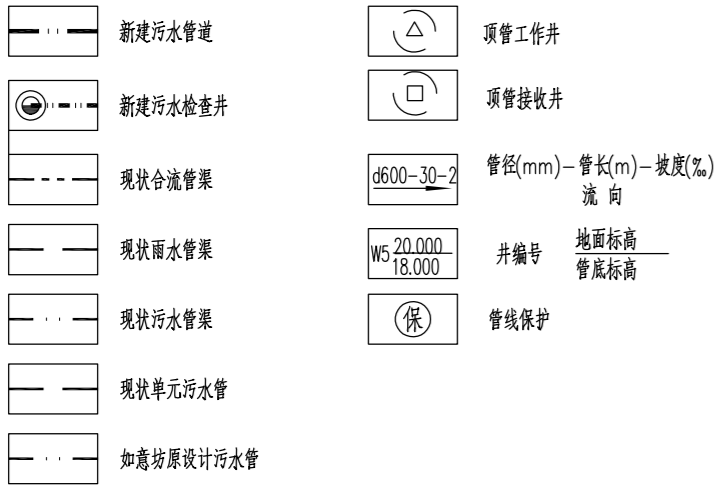 新建污水管道
新建污水检查井
现状合流管渠
现状雨水管渠
现状污水管渠
现状单元污水管
如意坊原设计污水管
顶管工作井
顶管接收井
d600-30-2 管径(mm)-管长(m)-坡度(‰)
流 向
W5 20.000 井编号 地面标高
18.000 管底标高
保 管线保护